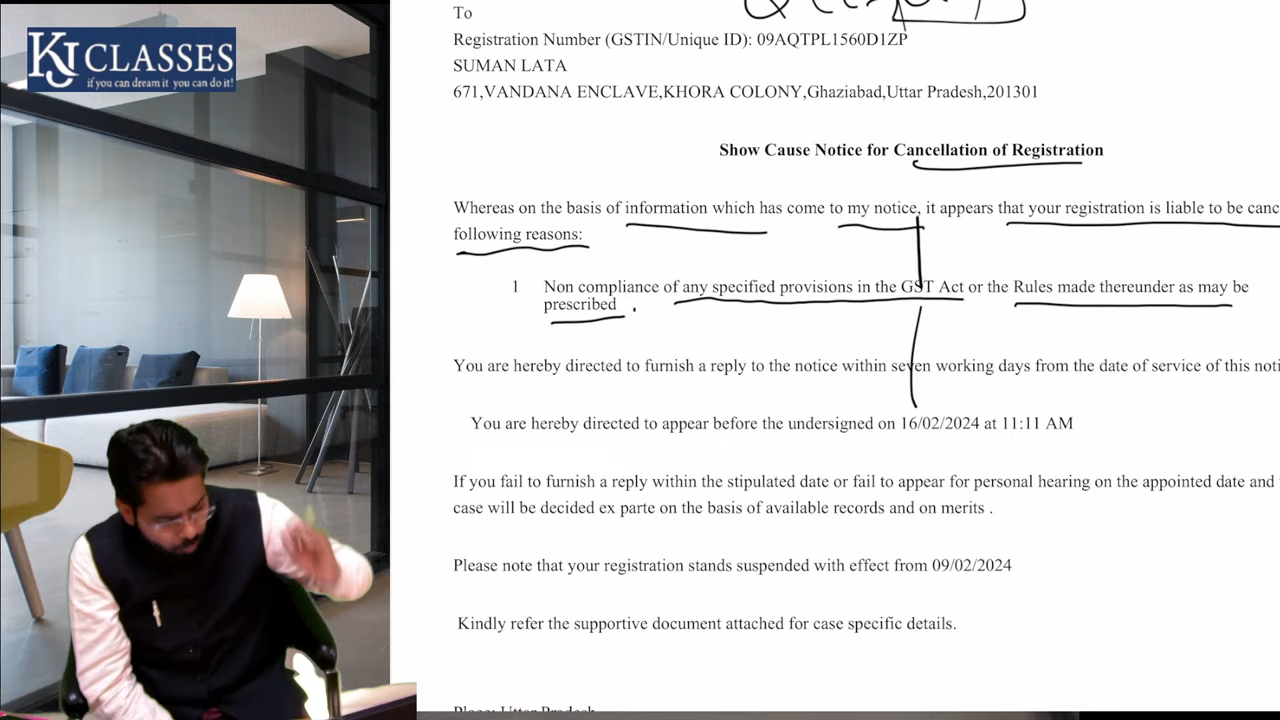 KJ CLASSES
if you can dream it you can do it!
To
Registration Number (GSTIN/Unique ID): 09AQTPL1560D1ZP
SUMAN LATA
671,VANDANA ENCLAVE,KHORA COLONY,Ghaziabad,Uttar Pradesh,201301
Show Cause Notice for Cancellation of Registration
Whereas on the basis of information which has come to my notice, it appears that your registration is liable to be canc
following reasons:
1 Non compliance of any specified provisions in the GST Act or the Rules made thereunder as may be
prescribed
You are hereby directed to furnish a reply to the notice within seven working days from the date of service of this noti
You are hereby directed to appear before the undersigned on 16/02/2024 at 11:11 AM
If you fail to furnish a reply within the stipulated date or fail to appear for personal hearing on the appointed date and
case will be decided ex parte on the basis of available records and on merits .
Please note that your registration stands suspended with effect from 09/02/2024
Kindly refer the supportive document attached for case specific details.
Place: Uttar Pradesh